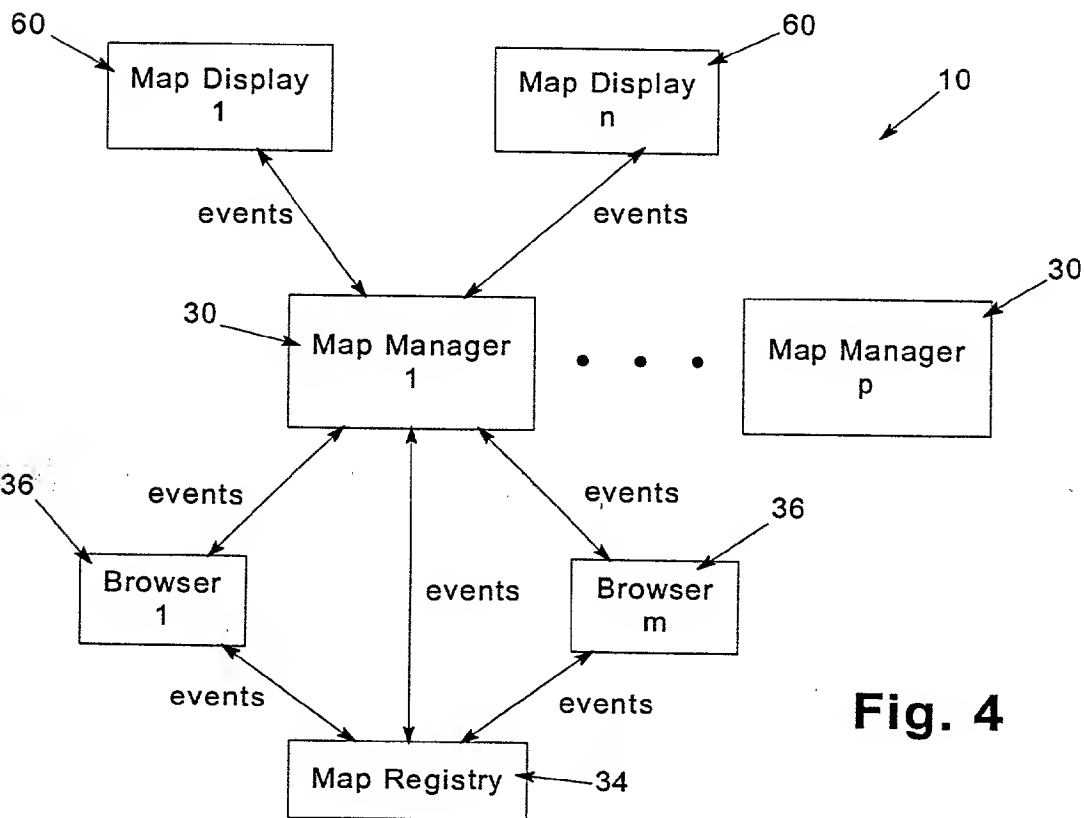 60
Map Display
1
60
Map Display
n
10
events
events
30
Map Manager
1
30
Map Manager
p
36
events
events
36
Browser
1
events
Browser
m
events
events
Map Registry
34
Fig. 4